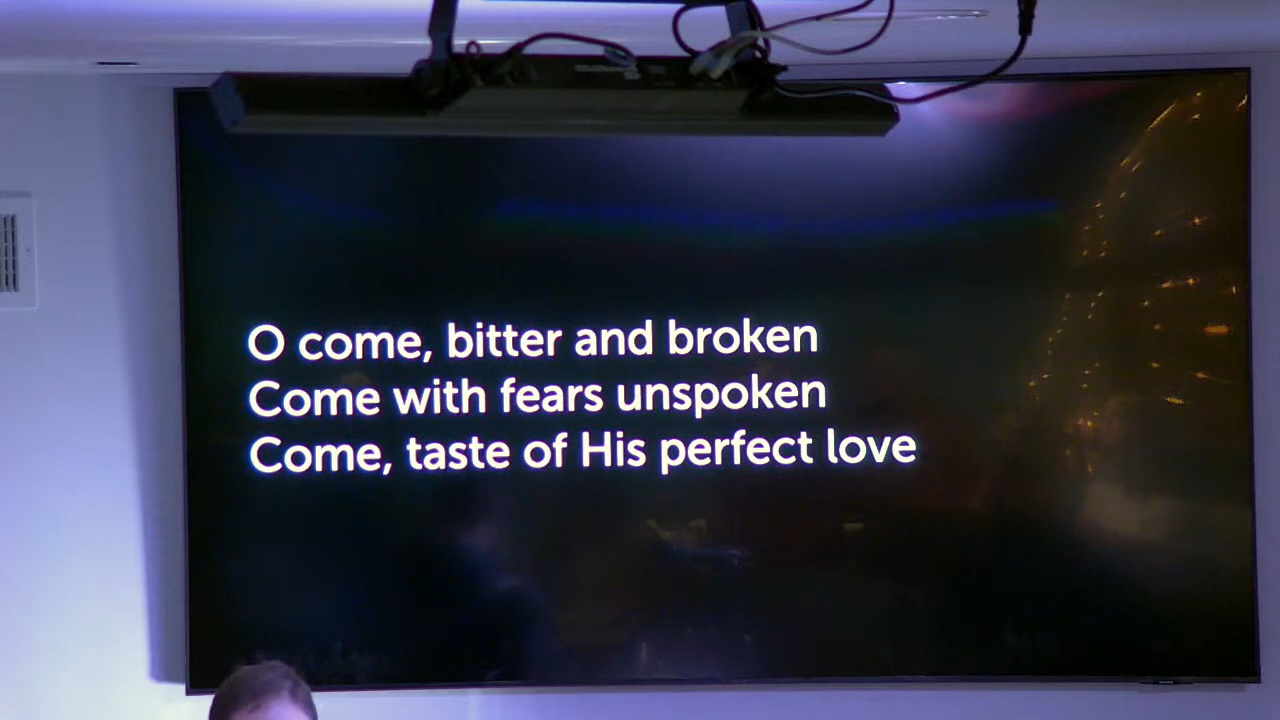 O come, bitter and broken
Come with fears unspoken
Come, taste of His perfect love